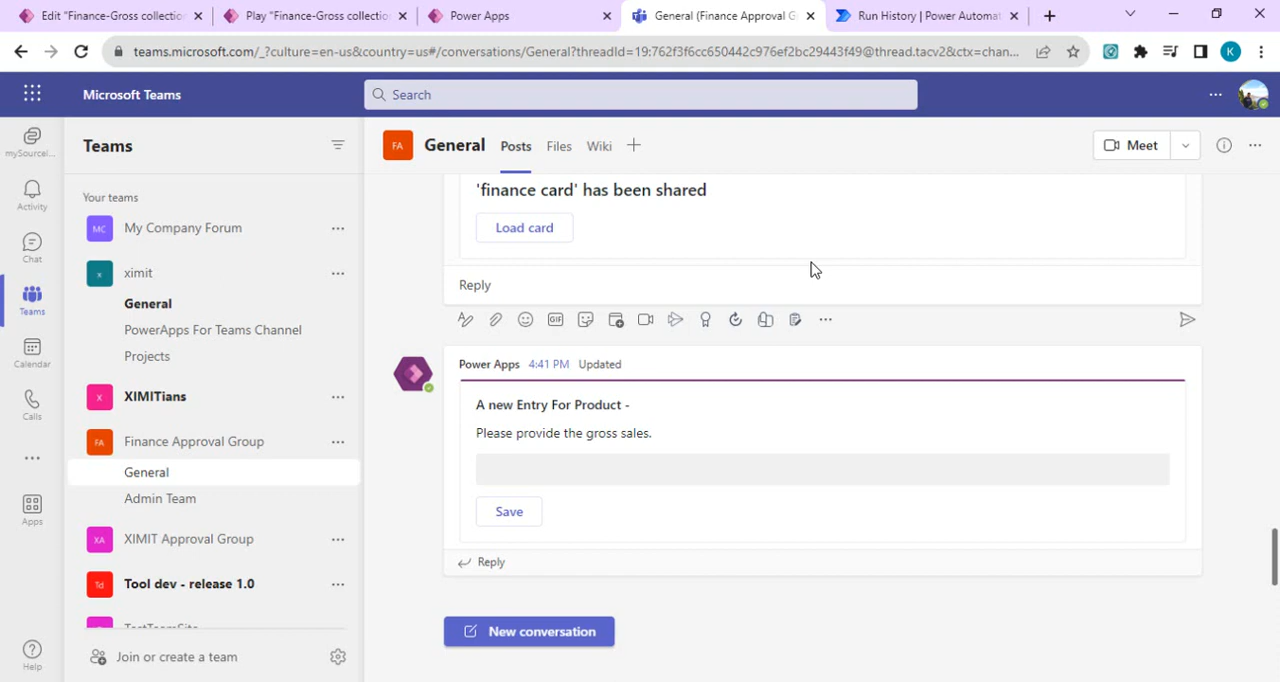 Edit "Finance-Gross collection
Play "Finance-Gross collectio
Power Apps
General (Finance Approval G
Run History | Power Automat
teams.microsoft.com/_?culture=en-us&country=us#/conversations/General?threadId=19:762f3f6cc650442c976ef2bc29443f49@thread.tacv2&ctx=chan...
K
Microsoft Teams
Search
mySourcel...
Activity
Chat
Teams
Calendar
Calls
Apps
Help
Teams
Your teams
MC My Company Forum
x ximit
General
PowerApps For Teams Channel
Projects
X XIMITians
FA Finance Approval Group
General
Admin Team
XA XIMIT Approval Group
Td Tool dev - release 1.0
TestTeamSite
Join or create a team
FA General Posts Files Wiki
Meet
'finance card' has been shared
Load card
Reply
GIF
Power Apps 4:41 PM Updated
A new Entry For Product -
Please provide the gross sales.
Save
Reply
New conversation